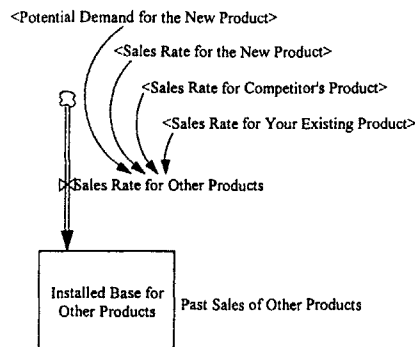 <Potential Demand for the New Product>
<Sales Rate for the New Product>
<Sales Rate for Competitor's Product>
<Sales Rate for Your Existing Product>
Sales Rate for Other Products
Installed Base for
Other Products
Past Sales of Other Products